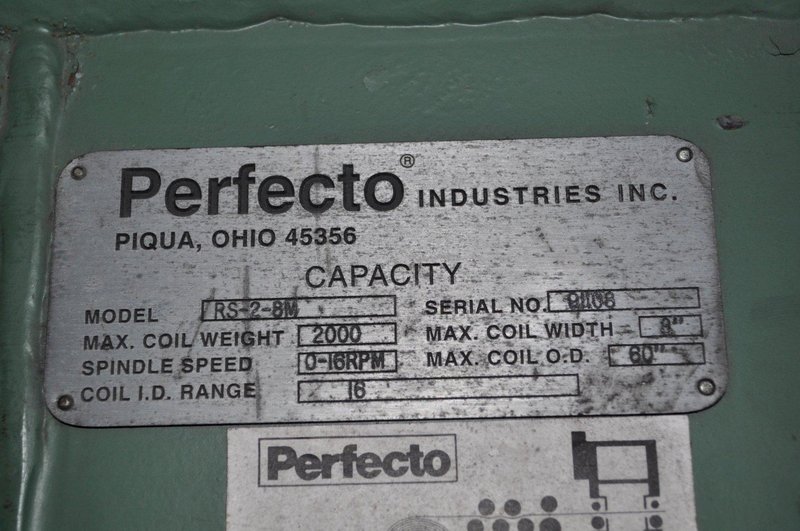 Perfecto® INDUSTRIES INC.
PIQUA, OHIO 45356
CAPACITY
MODEL RS-2-8M SERIAL NO. 91108
MAX. COIL WEIGHT 2000 MAX. COIL WIDTH 8"
SPINDLE SPEED 0-16RPM MAX. COIL O.D. 60"
COIL I.D. RANGE 16
Perfecto